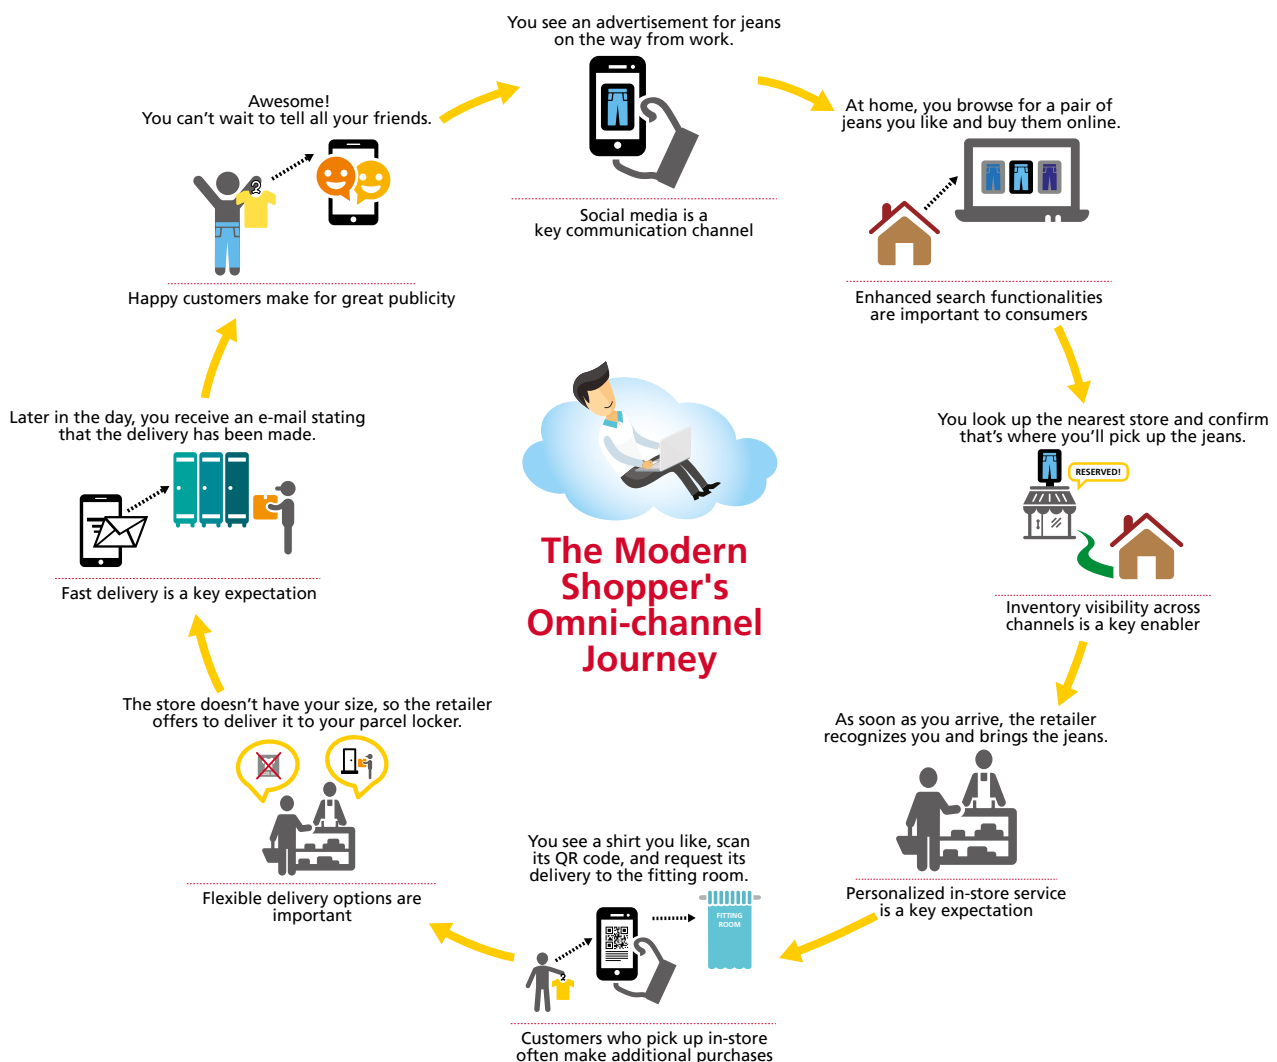 You see an advertisement for jeans
on the way from work.
Social media is a
key communication channel
At home, you browse for a pair of
jeans you like and buy them online.
Enhanced search functionalities
are important to consumers
You look up the nearest store and confirm
that's where you'll pick up the jeans.
RESERVED!
Inventory visibility across
channels is a key enabler
As soon as you arrive, the retailer
recognizes you and brings the jeans.
Personalized in-store service
is a key expectation
You see a shirt you like, scan
its QR code, and request its
delivery to the fitting room.
FITTING
ROOM
Customers who pick up in-store
often make additional purchases
The store doesn't have your size, so the retailer
offers to deliver it to your parcel locker.
Flexible delivery options are
important
Later in the day, you receive an e-mail stating
that the delivery has been made.
Fast delivery is a key expectation
Awesome!
You can't wait to tell all your friends.
Happy customers make for great publicity
The Modern
Shopper's
Omni-channel
Journey